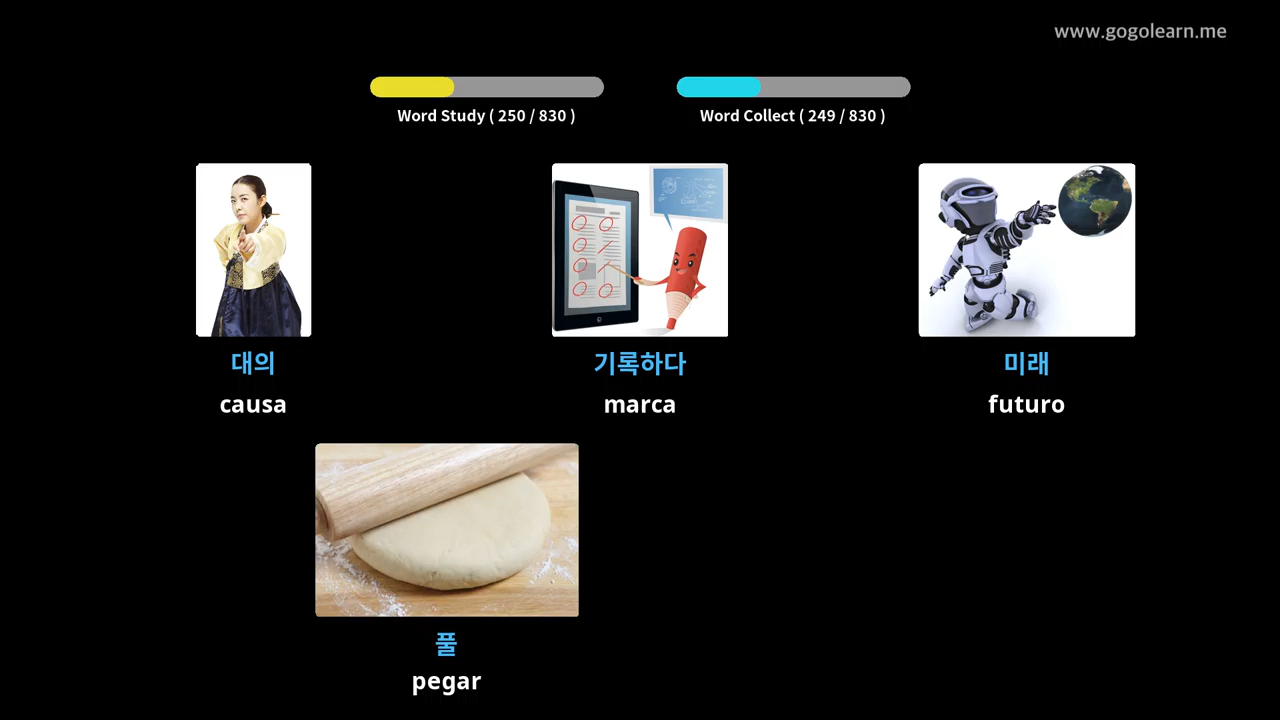 www.gogolearn.me
Word Study ( 250 / 830 )
Word Collect ( 249 / 830 )
대의
causa
기록하다
marca
미래
futuro
풀
pegar